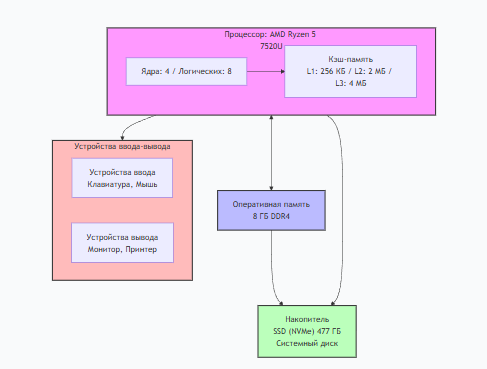 Процессор: AMD Ryzen 5
7520U
Ядра: 4 / Логических: 8
Кэш-память
L1: 256 КБ / L2: 2 МБ /
L3: 4 МБ
Устройства ввода-вывода
Устройства ввода
Клавиатура, Мышь
Устройства вывода
Монитор, Принтер
Оперативная память
8 ГБ DDR4
Накопитель
SSD (NVMe) 477 ГБ
Системный диск